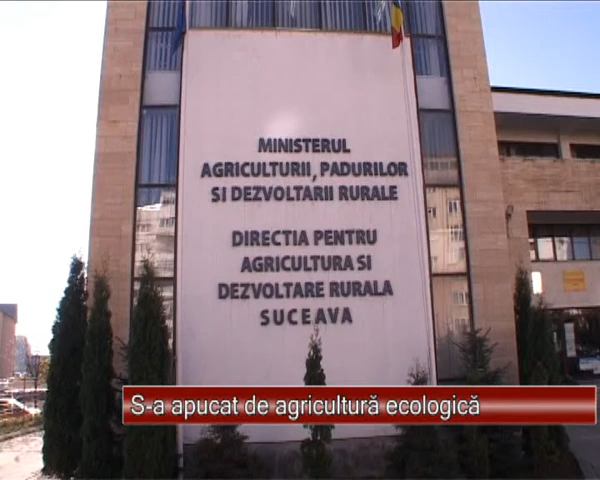 MINISTERUL
AGRICULTURII, PADURILOR
SI DEZVOLTARII RURALE
DIRECTIA PENTRU
AGRICULTURA SI
DEZVOLTARE RURALA
SUCEAVA
S-a apucat de agricultură ecologică